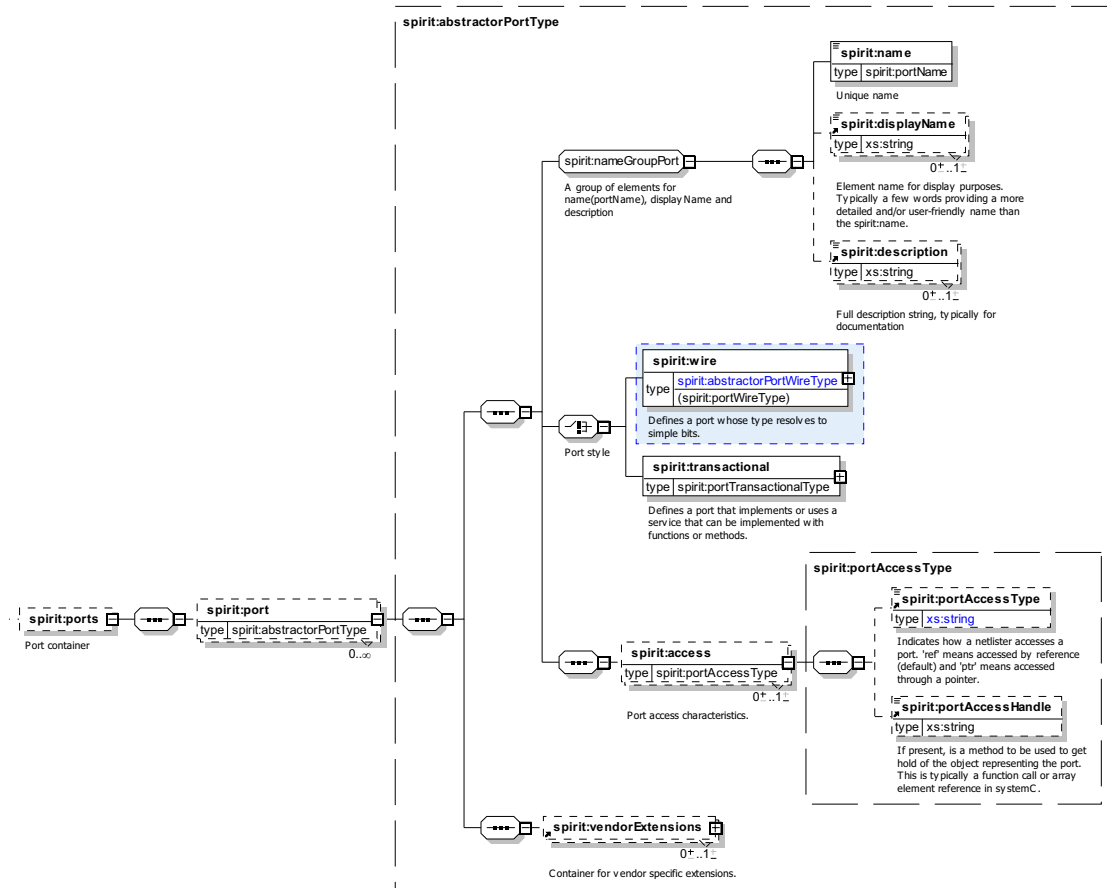 spirit:abstractorPortType
spirit:name
type spirit:portName
Unique name
spirit:displayName
type xs:string
0±..1±
Element name for display purposes.
Typically a few words providing a more
detailed and/or user-friendly name than
the spirit:name.
spirit:nameGroupPort
A group of elements for
name(portName), display Name and
description
spirit:description
type xs:string
0±..1±
Full description string, typically for
documentation
spirit:wire
type spirit:abstractorPortWireType
(spirit:portWireType)
Defines a port whose type resolves to
simple bits.
Port style
spirit:transactional
type spirit:portTransactionalType
Defines a port that implements or uses a
service that can be implemented with
functions or methods.
spirit:ports
Port container
spirit:port
type spirit:abstractorPortType
0..∞
spirit:access
type spirit:portAccessType
0±..1±
Port access characteristics.
spirit:portAccessType
spirit:portAccessType
type xs:string
Indicates how a netlister accesses a
port. 'ref' means accessed by reference
(default) and 'ptr' means accessed
through a pointer.
spirit:portAccessHandle
type xs:string
If present, is a method to be used to get
hold of the object representing the port.
This is typically a function call or array
element reference in systemC.
spirit:vendorExtensions
0±..1±
Container for vendor specific extensions.